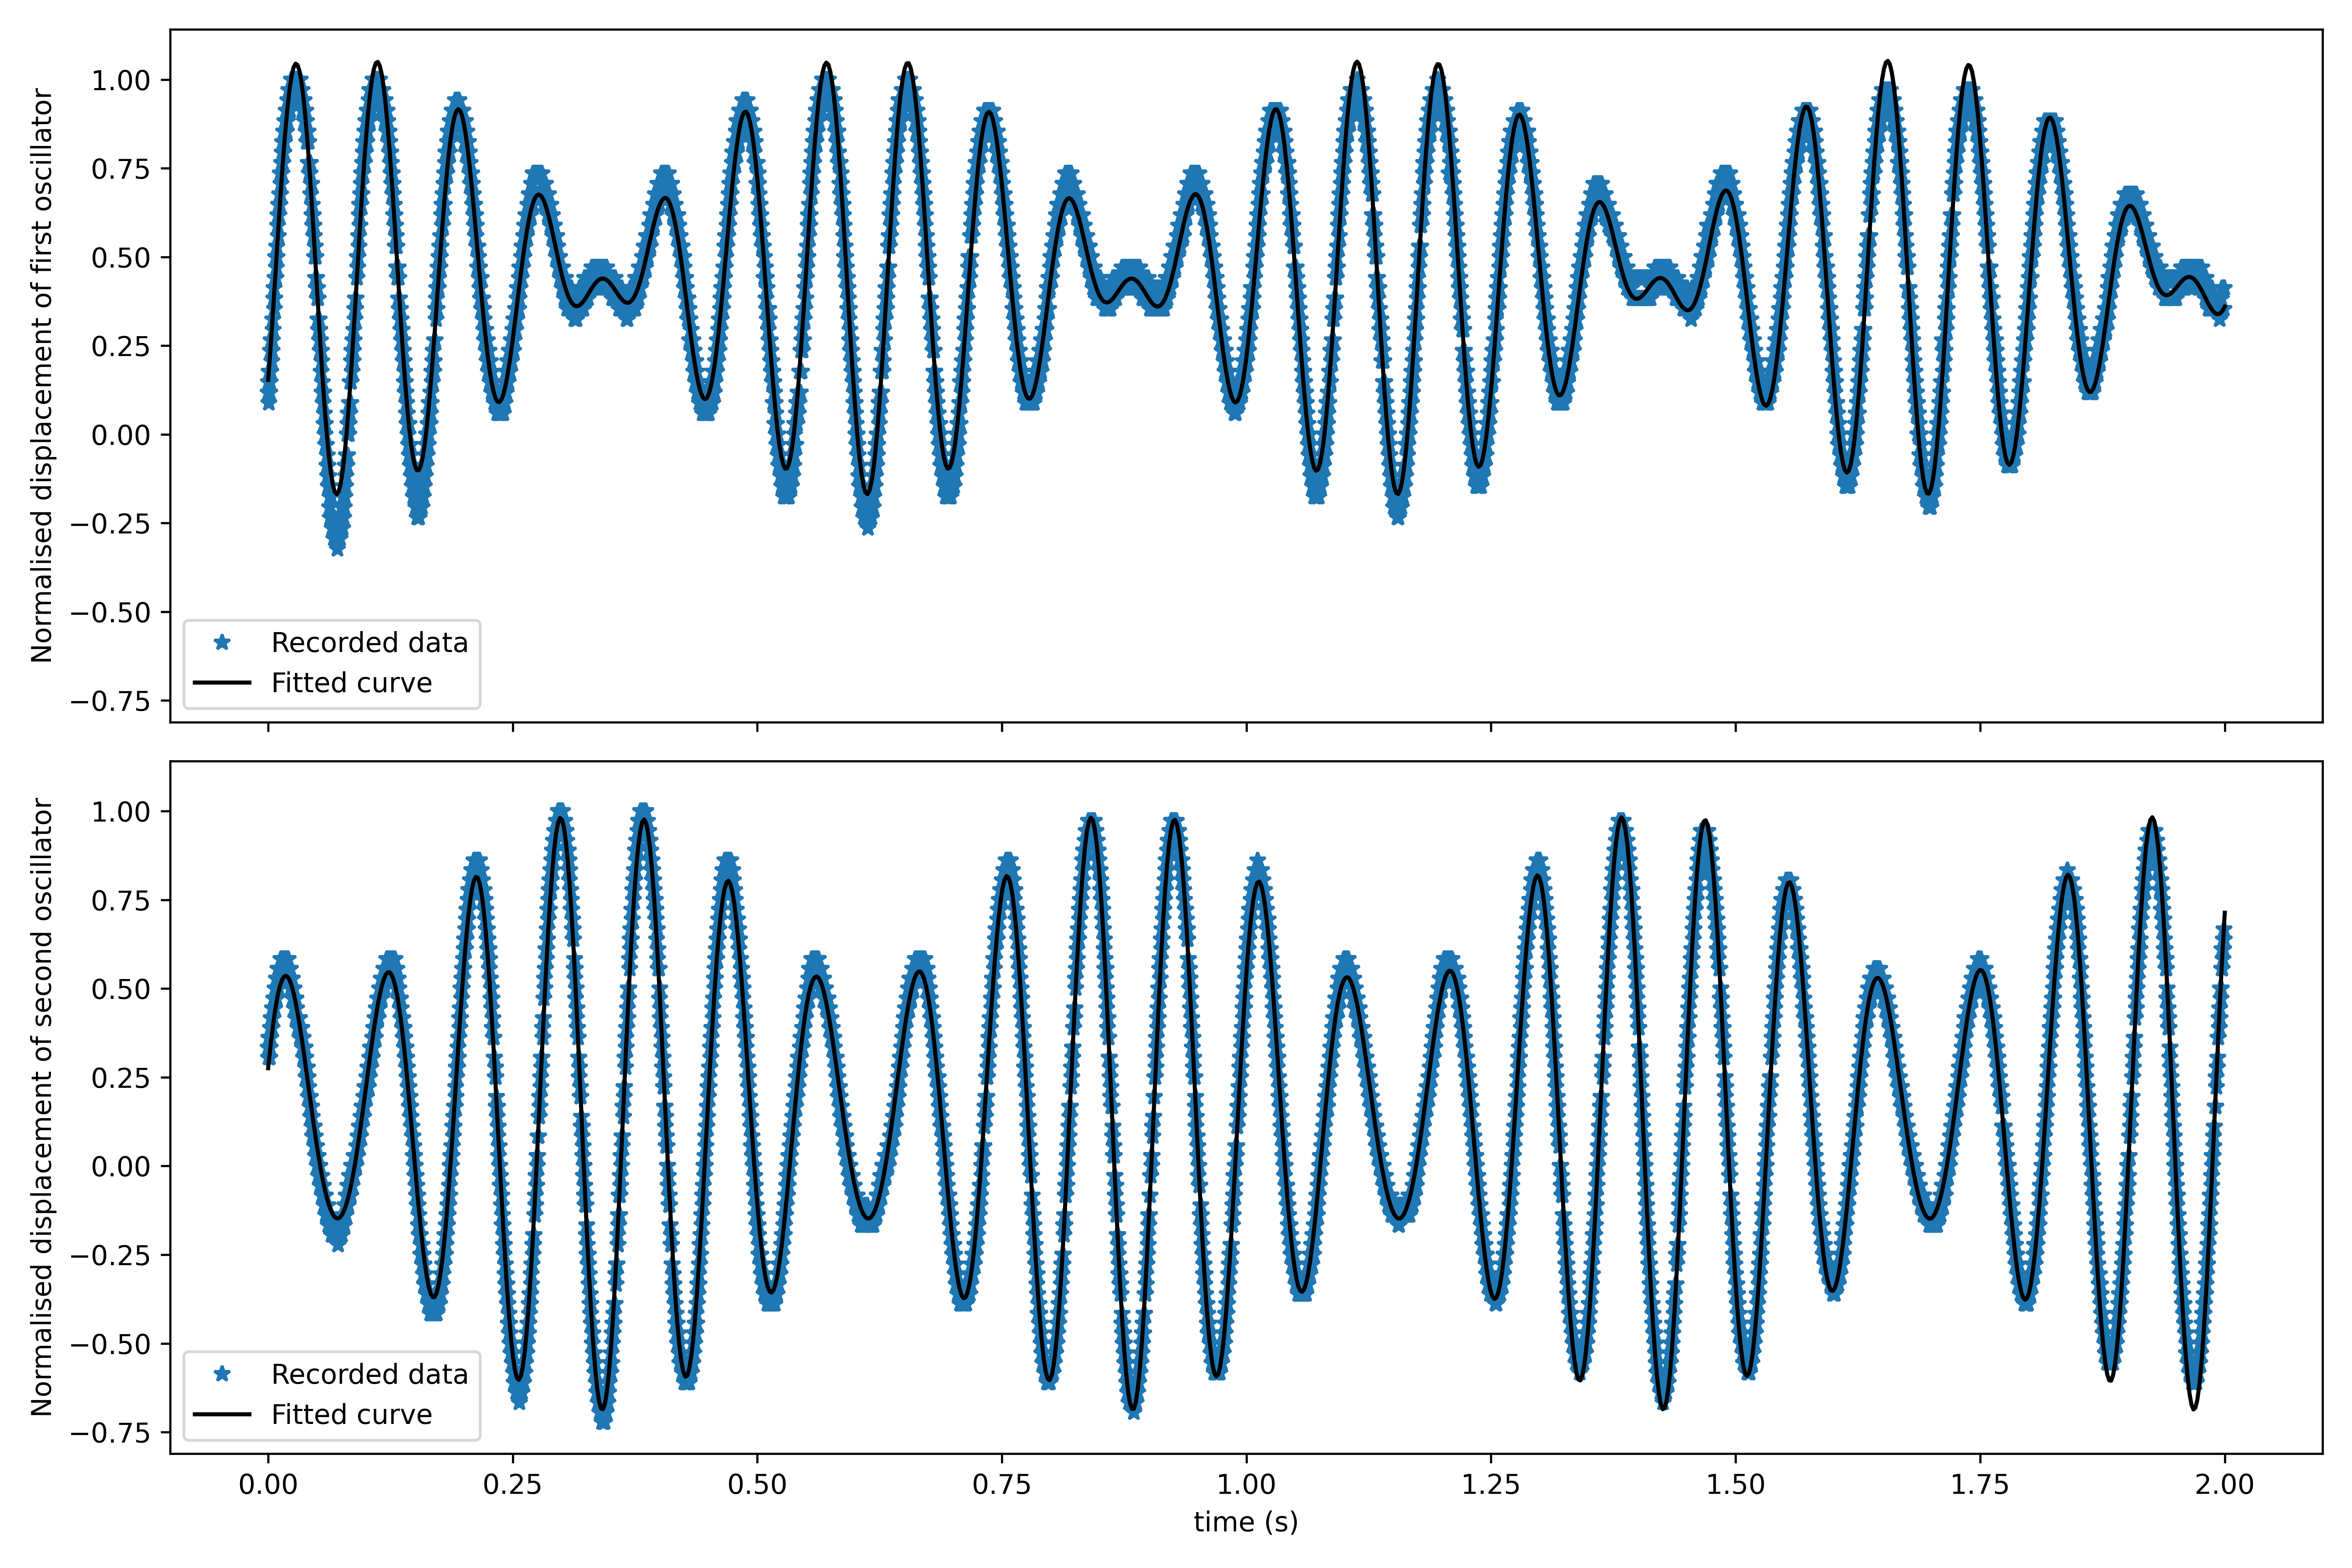 Normalised displacement of first oscillator
1.00
0.75
0.50
0.25
0.00
−0.25
−0.50
−0.75
Recorded data
Fitted curve
Normalised displacement of second oscillator
1.00
0.75
0.50
0.25
0.00
−0.25
−0.50
−0.75
Recorded data
Fitted curve
0.00 0.25 0.50 0.75 1.00 1.25 1.50 1.75 2.00
time (s)